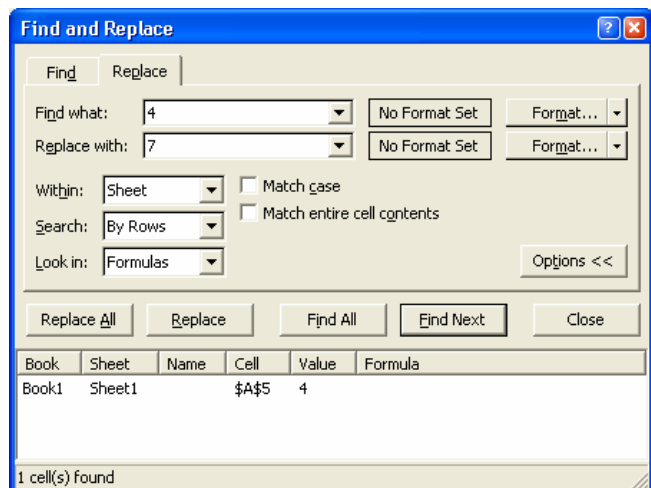 Find and Replace
Find Replace
Find what: 4 No Format Set Format...
Replace with: 7 No Format Set Format...
Within: Sheet Match case
Match entire cell contents
Search: By Rows
Look in: Formulas Options <<
Replace All Replace Find All Find Next Close
Book Sheet Name Cell Value Formula
Book1 Sheet1 $A$5 4
1 cell(s) found